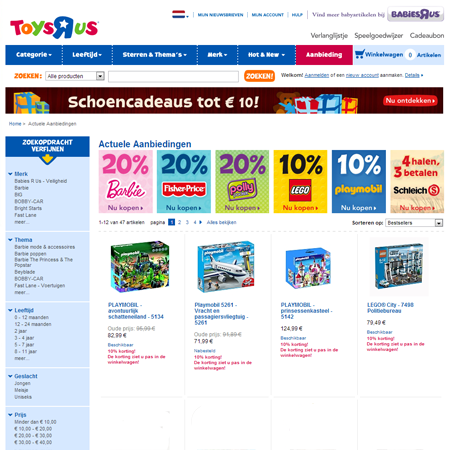 TOYS"R"US
MIJN NIEUWSBRIEVEN
MIJN ACCOUNT
HULP
Vind meer babyartikelen bij
BABIES"R"US
Verlanglijstje
Speelgoedwijzer
Cadeaubon
Categorie
Leeftijd
Sterren & Thema's
Merk
Hot & New
Aanbieding
Winkelwagen 0 Artikelen
ZOEKEN:
Alle producten
ZOEKEN!
Welkom! Aanmelden of een nieuw account aanmaken.
Details
Schoencadeaus tot € 10!
Nu ontdekken
Home > Actuele Aanbiedingen
ZOEKOPDRACHT
VERFIJNEN
Merk
Babies R Us - Veiligheid
Barbie
BIG
BOBBY-CAR
Bright Starts
Fast Lane
meer...
Thema
Barbie mode & accessoires
Barbie poppen
Barbie The Princess & The
Popstar
Beyblade
BOBBY-CAR
Fast Lane - Voertuigen
meer...
Leeftijd
0 - 12 maanden
12 - 24 maanden
2 jaar
3 - 4 jaar
5 - 7 jaar
8 - 11 jaar
meer...
Geslacht
Jongen
Meisje
Uniseks
Prijs
Minder dan € 10,00
€ 10,00 - € 20,00
€ 20,00 - € 30,00
€ 30,00 - € 40,00
Actuele Aanbiedingen
20%
Barbie
Nu kopen
20%
Fisher-Price
Nu kopen
20%
polly
Nu kopen
10%
LEGO
Nu kopen
10%
playmobil
Nu kopen
4 halen,
3 betalen
Schleich
Nu kopen
1-12 van 47 artikelen
pagina
1 2 3 4
Alles bekijken
Sorteren op:
Bestsellers
PLAYMOBIL -
avontuurlijk
schatteneiland - 5134
Oude prijs: 95,99 €
82,99 €
Beschikbaar
10% korting!
De korting ziet u pas in de
winkelwagen!
Playmobil 5261 -
Vracht en
passagiersvliegtuig -
5261
71,99 €
Nabesteld
10% korting!
De korting ziet u pas in de
winkelwagen!
PLAYMOBIL -
prinsessenkasteel -
5142
124,99 €
Beschikbaar
10% korting!
De korting ziet u pas in de
winkelwagen!
LEGO® City - 7498
Politiebureau
79,49 €
Beschikbaar
10% korting!
De korting ziet u pas in de
winkelwagen!